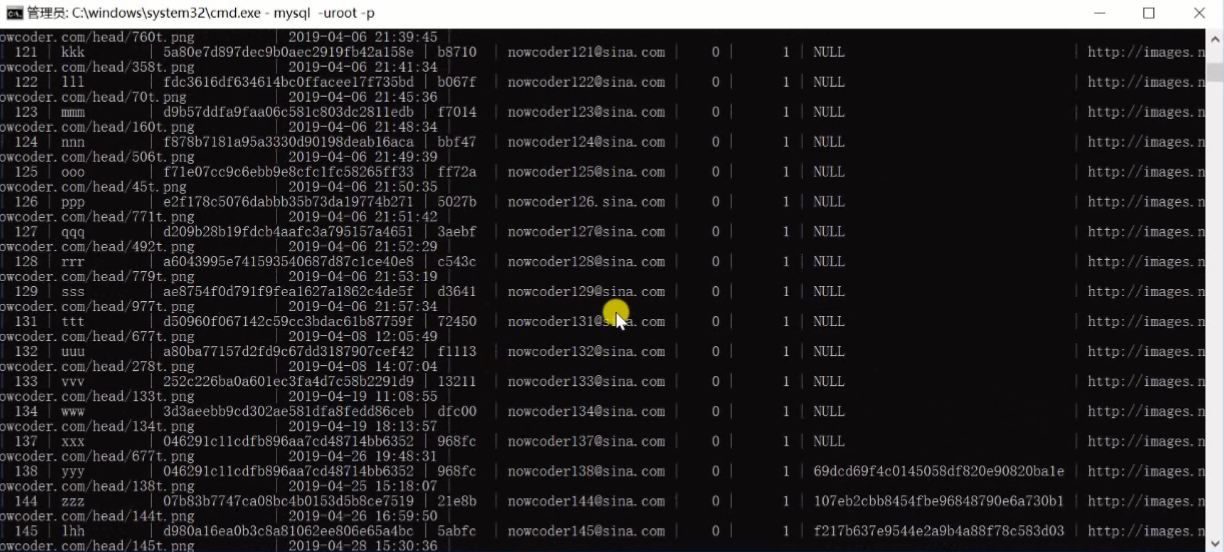 管理员: C:\windows\system32\cmd.exe - mysql -uroot -p
owcoder.com/head/760t.png | 2019-04-06 21:39:45 |
| 121 | kkk | 5a80e7d897dec9b0aec2919fb42a158e | b8710 | nowcoder121@sina.com | 0 | 1 | NULL | http://images.n
owcoder.com/head/358t.png | 2019-04-06 21:41:34 |
| 122 | lll | fdc3616df634614bc0ffacee17f735bd | b067f | nowcoder122@sina.com | 0 | 1 | NULL | http://images.n
owcoder.com/head/70t.png | 2019-04-06 21:45:36 |
| 123 | mmm | d9b57ddfa9faa06c581c803dc2811edb | f7014 | nowcoder123@sina.com | 0 | 1 | NULL | http://images.n
owcoder.com/head/160t.png | 2019-04-06 21:48:34 |
| 124 | nnn | f878b7181a95a3330d90198deab16aca | bbf47 | nowcoder124@sina.com | 0 | 1 | NULL | http://images.n
owcoder.com/head/506t.png | 2019-04-06 21:49:39 |
| 125 | ooo | f71e07cc9c6ebb9e8cfc1fc58265ff33 | ff72a | nowcoder125@sina.com | 0 | 1 | NULL | http://images.n
owcoder.com/head/45t.png | 2019-04-06 21:50:35 |
| 126 | ppp | e2f178c5076dabbb35b73da19774b271 | 5027b | nowcoder126.sina.com | 0 | 1 | NULL | http://images.n
owcoder.com/head/771t.png | 2019-04-06 21:51:42 |
| 127 | qqq | d209b28b19fdcb4aafc3a795157a4651 | 3aebf | nowcoder127@sina.com | 0 | 1 | NULL | http://images.n
owcoder.com/head/492t.png | 2019-04-06 21:52:29 |
| 128 | rrr | a6043995e741593540687d87c1ce40e8 | c543c | nowcoder128@sina.com | 0 | 1 | NULL | http://images.n
owcoder.com/head/779t.png | 2019-04-06 21:53:19 |
| 129 | sss | ae8754f0d791f9fea1627a1862c4de5f | d3641 | nowcoder129@sina.com | 0 | 1 | NULL | http://images.n
owcoder.com/head/977t.png | 2019-04-06 21:57:34 |
| 131 | ttt | d50960f067142c59cc3bdac61b87759f | 72450 | nowcoder131@sina.com | 0 | 1 | NULL | http://images.n
owcoder.com/head/677t.png | 2019-04-08 12:05:49 |
| 132 | uuu | a80ba77157d2fd9c67dd3187907cef42 | f1113 | nowcoder132@sina.com | 0 | 1 | NULL | http://images.n
owcoder.com/head/278t.png | 2019-04-08 14:07:04 |
| 133 | vvv | 252c226ba0a601ec3fa4d7c58b2291d9 | 13211 | nowcoder133@sina.com | 0 | 1 | NULL | http://images.n
owcoder.com/head/133t.png | 2019-04-19 11:08:55 |
| 134 | www | 3d3aeebb9cd302ae581dfa8fedd86ceb | dfc00 | nowcoder134@sina.com | 0 | 1 | NULL | http://images.n
owcoder.com/head/134t.png | 2019-04-19 18:13:57 |
| 137 | xxx | 046291c11cdfb896aa7cd48714bb6352 | 968fc | nowcoder137@sina.com | 0 | 1 | NULL | http://images.n
owcoder.com/head/677t.png | 2019-04-26 19:48:31 |
| 138 | yyy | 046291c11cdfb896aa7cd48714bb6352 | 968fc | nowcoder138@sina.com | 0 | 1 | 69dcd69f4c0145058df820e90820ba1e | http://images.n
owcoder.com/head/138t.png | 2019-04-25 15:18:07 |
| 144 | zzz | 07b83b7747ca08bc4b0153d5b8ce7519 | 21e8b | nowcoder144@sina.com | 0 | 1 | 107eb2cbb8454fbe96848790e6a730b1 | http://images.n
owcoder.com/head/144t.png | 2019-04-26 16:59:50 |
| 145 | lhh | d980a16ea0b3c8a81062ee806e65a4bc | 5abfc | nowcoder145@sina.com | 0 | 1 | f217b637e9544e2a9b4a88f78c583d03 | http://images.n
owcoder.com/head/145t.png | 2019-04-28 15:30:36 |